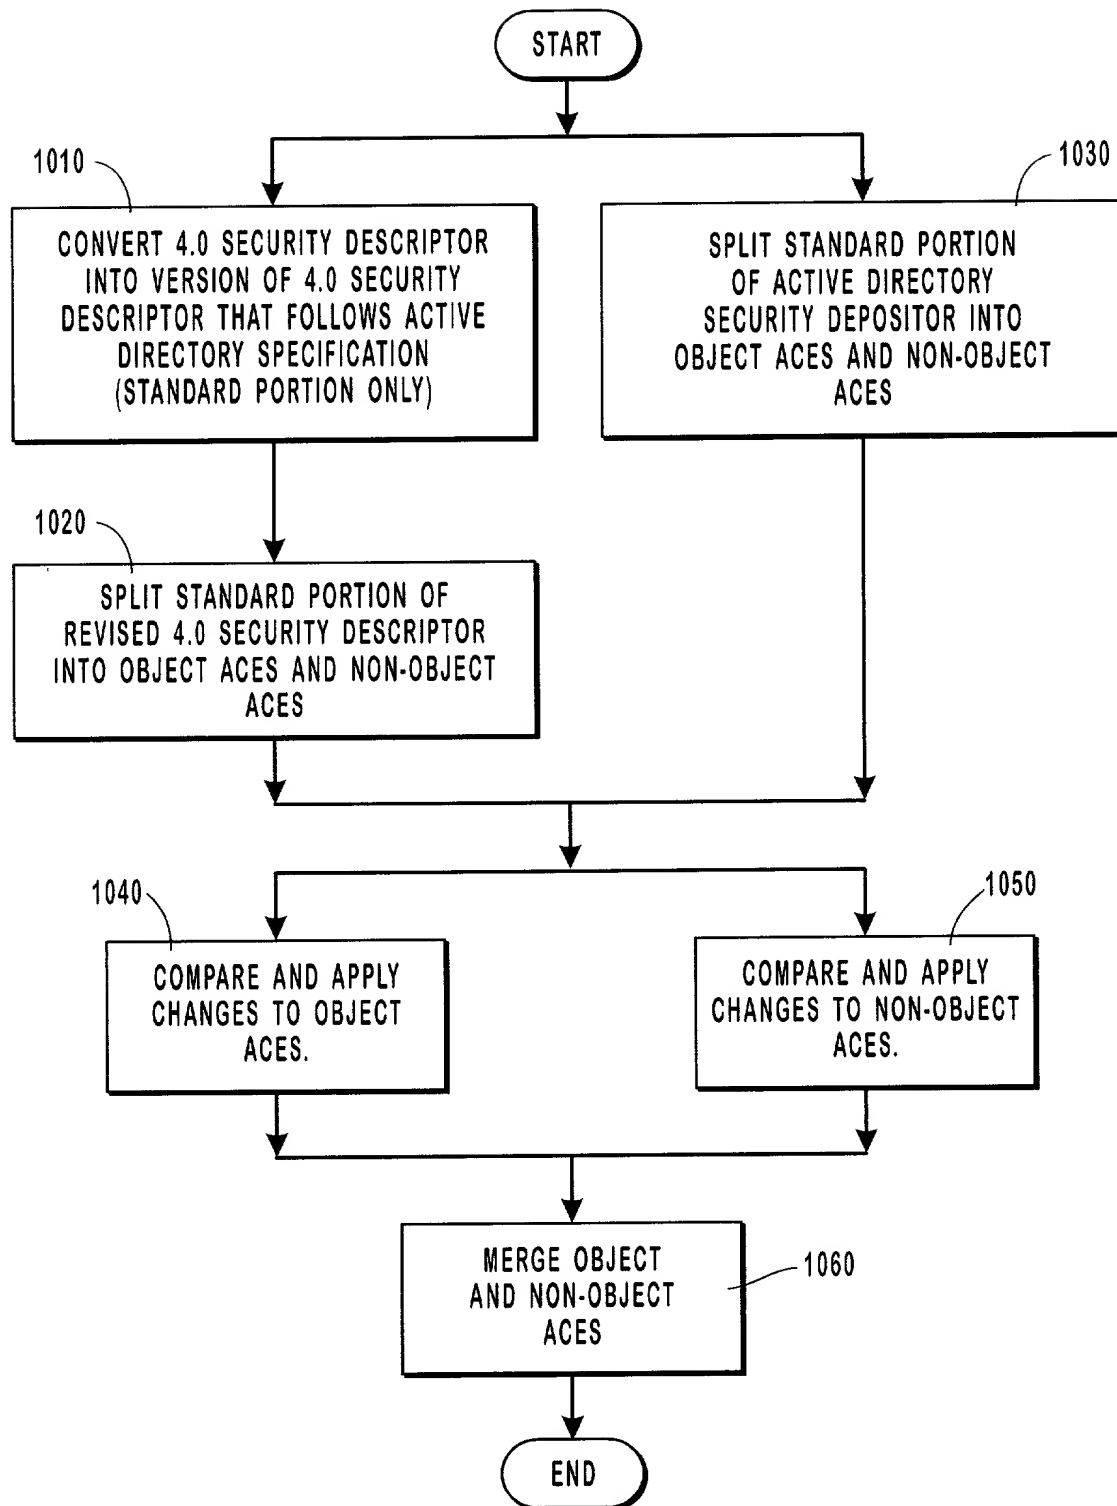 START
1010
CONVERT 4.0 SECURITY DESCRIPTOR
INTO VERSION OF 4.0 SECURITY
DESCRIPTOR THAT FOLLOWS ACTIVE
DIRECTORY SPECIFICATION
(STANDARD PORTION ONLY)
1030
SPLIT STANDARD PORTION
OF ACTIVE DIRECTORY
SECURITY DEPOSITOR INTO
OBJECT ACES AND NON-OBJECT
ACES
1020
SPLIT STANDARD PORTION OF
REVISED 4.0 SECURITY DESCRIPTOR
INTO OBJECT ACES AND NON-OBJECT
ACES
1040
COMPARE AND APPLY
CHANGES TO OBJECT
ACES.
1050
COMPARE AND APPLY
CHANGES TO NON-OBJECT
ACES.
MERGE OBJECT
AND NON-OBJECT
ACES
1060
END